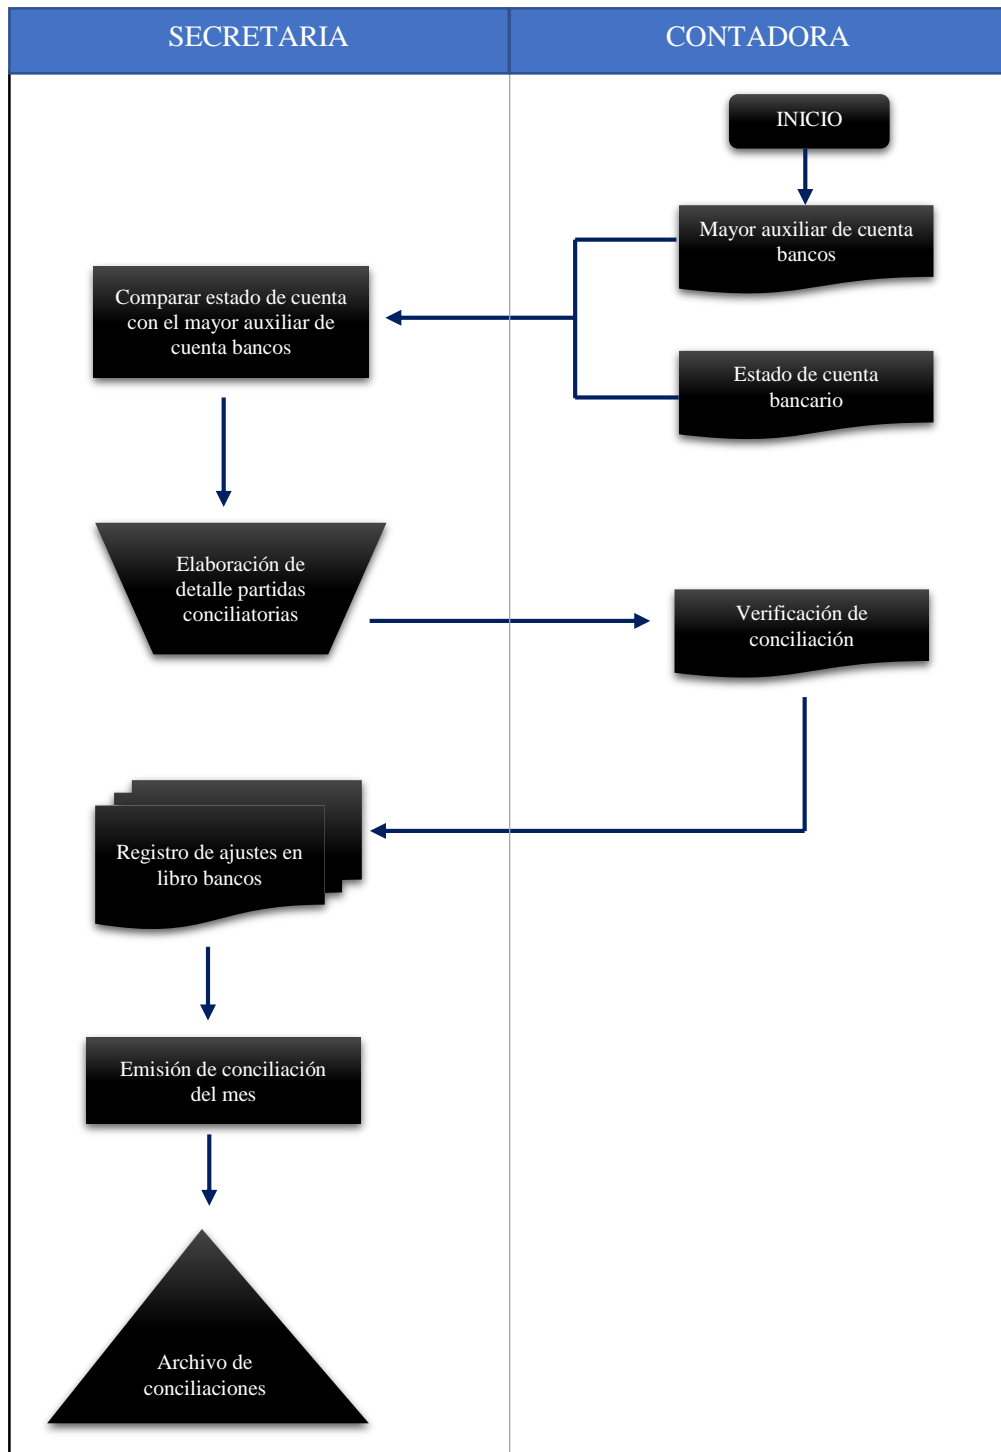 SECRETARIA
CONTADORA
INICIO
Mayor auxiliar de cuenta
bancos
Comparar estado de cuenta
con el mayor auxiliar de
cuenta bancos
Estado de cuenta
bancario
Elaboración de
detalle partidas
conciliatorias
Verificación de
conciliación
Registro de ajustes en
libro bancos
Emisión de conciliación
del mes
Archivo de
conciliaciones